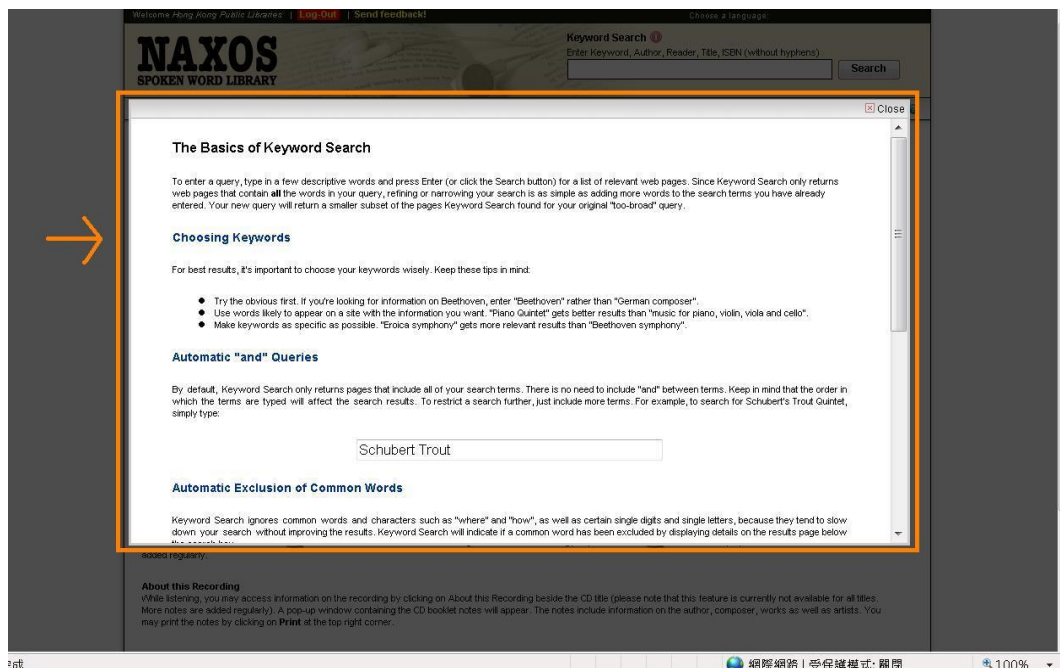 Welcome Hong Kong Public Libraries | Log-Out | Send feedback!
Choose a language:
NAXOS
SPOKEN WORD LIBRARY
Keyword Search
Enter Keyword, Author, Reader, Title, ISBN (without hyphens)
Search
Close
The Basics of Keyword Search
To enter a query, type in a few descriptive words and press Enter (or click the Search button) for a list of relevant web pages. Since Keyword Search only returns
web pages that contain all the words in your query, refining or narrowing your search is as simple as adding more words to the search terms you have already
entered. Your new query will return a smaller subset of the pages Keyword Search found for your original "too-broad" query.
Choosing Keywords
For best results, it's important to choose your keywords wisely. Keep these tips in mind:
Try the obvious first. If you're looking for information on Beethoven, enter "Beethoven" rather than "German composer".
Use words likely to appear on a site with the information you want. "Piano Quintet" gets better results than "music for piano, violin, viola and cello".
Make keywords as specific as possible. "Eroica symphony" gets more relevant results than "Beethoven symphony".
Automatic "and" Queries
By default, Keyword Search only returns pages that include all of your search terms. There is no need to include "and" between terms. Keep in mind that the order in
which the terms are typed will affect the search results. To restrict a search further, just include more terms. For example, to search for Schubert's Trout Quintet,
simply type:
Schubert Trout
Automatic Exclusion of Common Words
Keyword Search ignores common words and characters such as "where" and "how", as well as certain single digits and single letters, because they tend to slow
down your search without improving the results. Keyword Search will indicate if a common word has been excluded by displaying details on the results page below
the search box.
added regularly.
About this Recording
While listening, you may access information on the recording by clicking on About this Recording beside the CD title (please note that this feature is currently not available for all titles.
More notes are added regularly). A pop-up window containing the CD booklet notes will appear. The notes include information on the author, composer, works as well as artists. You
may print the notes by clicking on Print at the top right corner.
網際網路 | 受保護模式: 關閉
100%